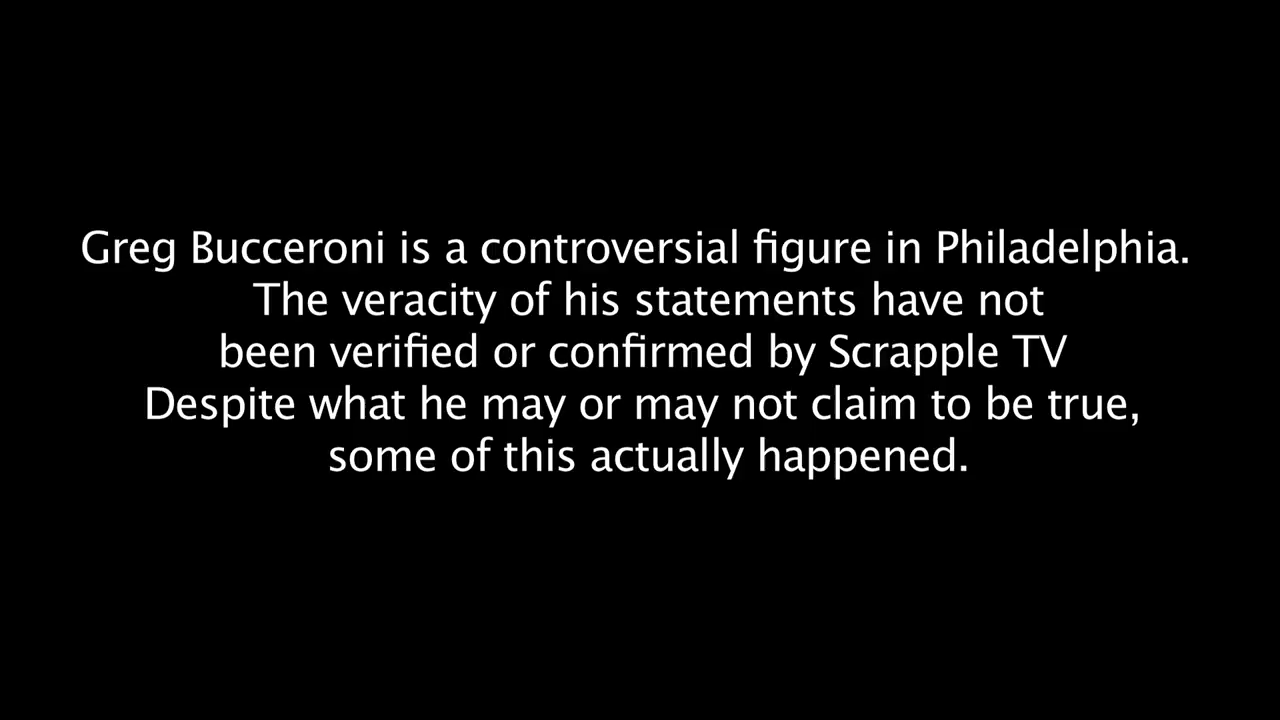 Greg Bucceroni is a controversial figure in Philadelphia.
The veracity of his statements have not
been verified or confirmed by Scrapple TV
Despite what he may or may not claim to be true,
some of this actually happened.